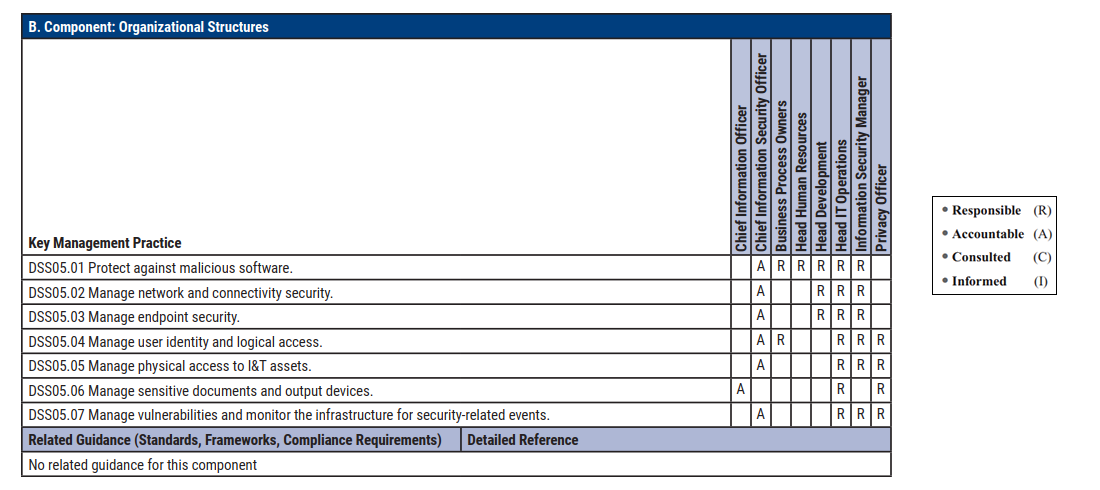 B. Component: Organizational Structures
Key Management Practice
Chief Information Officer
Chief Information Security Officer
Business Process Owners
Head Human Resources
Head Development
Head IT Operations
Information Security Manager
Privacy Officer
DSS05.01 Protect against malicious software. A R R R R R
DSS05.02 Manage network and connectivity security. A R R R
DSS05.03 Manage endpoint security. A R R R
DSS05.04 Manage user identity and logical access. A R R R R
DSS05.05 Manage physical access to I&T assets. A R R R
DSS05.06 Manage sensitive documents and output devices. A R R
DSS05.07 Manage vulnerabilities and monitor the infrastructure for security-related events. A R R R
Related Guidance (Standards, Frameworks, Compliance Requirements) Detailed Reference
No related guidance for this component
• Responsible (R)
• Accountable (A)
• Consulted (C)
• Informed (I)